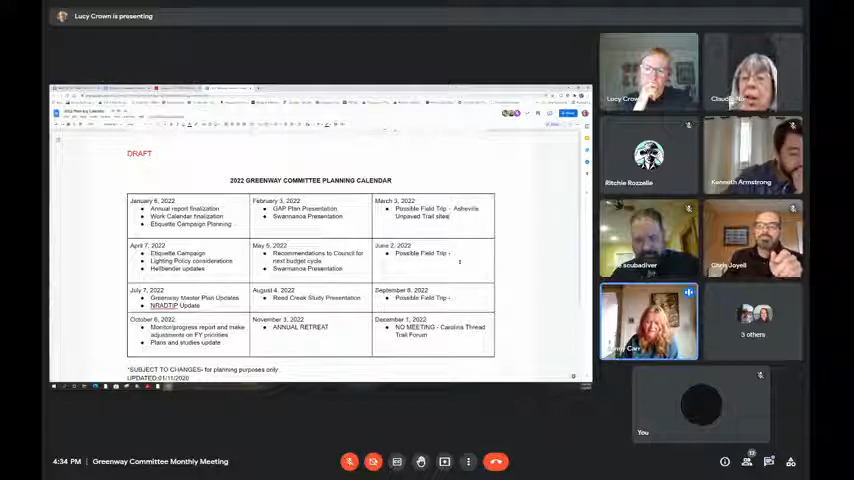 Lucy Crown is presenting
DRAFT
2022 GREENWAY COMMITTEE PLANNING CALENDAR
January 6, 2022
Annual report finalization
Work Calendar finalization
Etiquette Campaign Planning
February 3, 2022
GAP Plan Presentation
Swannanoa Presentation
March 3, 2022
Possible Field Trip - Asheville
Unpaved Trail sites
April 7, 2022
Etiquette Campaign
Lighting Policy considerations
Hellbender updates
May 5, 2022
Recommendations to Council for
next budget cycle
Swannanoa Presentation
June 2, 2022
Possible Field Trip -
July 7, 2022
Greenway Master Plan Updates
NRADTIP Update
August 4, 2022
Reed Creek Study Presentation
September 8, 2022
Possible Field Trip -
October 6, 2022
Monitor/progress report and make
adjustments on FY priorities
Plans and studies update
November 3, 2022
ANNUAL RETREAT
December 1, 2022
NO MEETING - Carolina Thread
Trail Forum
*SUBJECT TO CHANGES- for planning purposes only
UPDATED:01/11/2020
Lucy Crown
Ritchie Rozzelle
Kenneth Armstrong
scubadiver
Chris Joyell
Carr
3 others
You
4:34 PM | Greenway Committee Monthly Meeting